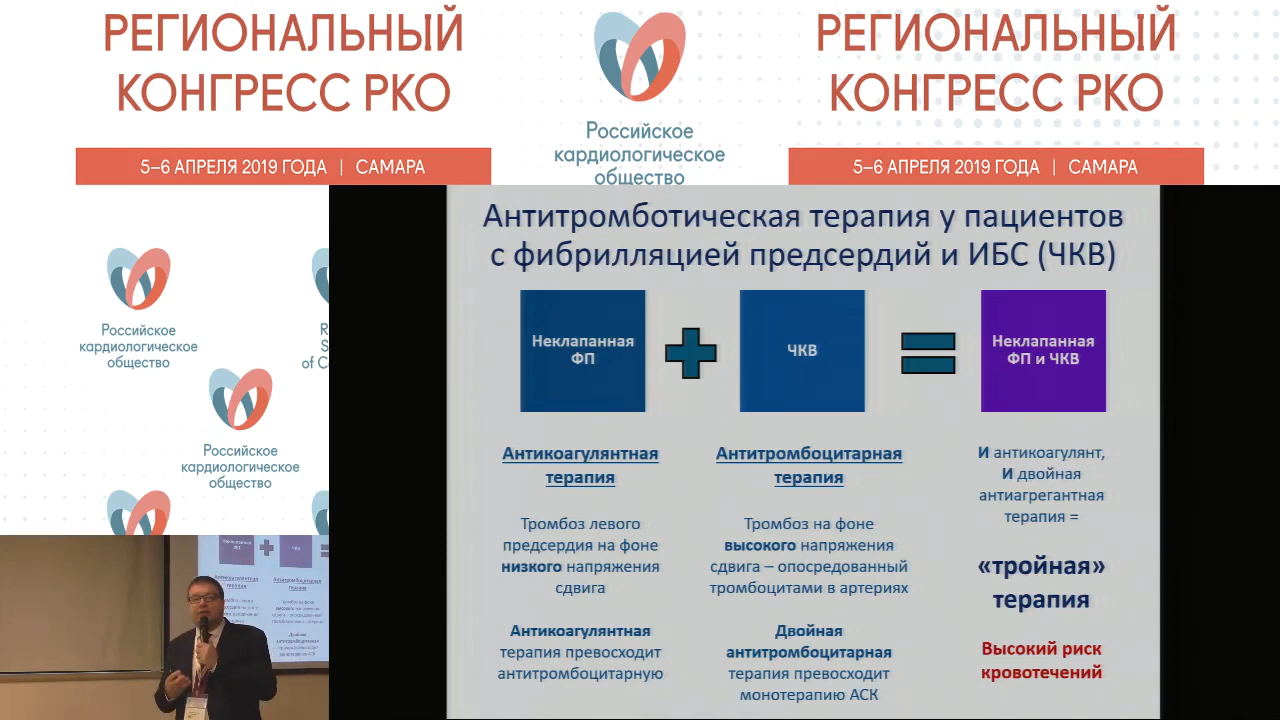 РЕГИОНАЛЬНЫЙ
КОНГРЕСС РКО
5–6 АПРЕЛЯ 2019 ГОДА | САМАРА
Российское
кардиологическое
общество
РЕГИОНАЛЬНЫЙ
КОНГРЕСС РКО
5–6 АПРЕЛЯ 2019 ГОДА | САМАРА
Российское
кардиологическое
общество
R
S
of C
Российское
кардиологическое
общество
Антитромботическая терапия у пациентов
с фибрилляцией предсердий и ИБС (ЧКВ)
Неклапанная
ФП
ЧКВ
Неклапанная
ФП и ЧКВ
Антикоагулянтная
терапия
Тромбоз левого
предсердия на фоне
низкого напряжения
сдвига
Антикоагулянтная
терапия превосходит
антитромбоцитарную
Антитромбоцитарная
терапия
Тромбоз на фоне
высокого напряжения
сдвига – опосредованный
тромбоцитами в артериях
Двойная
антитромбоцитарная
терапия превосходит
монотерапию АСК
И антикоагулянт,
И двойная
антиагрегантная
терапия =
«тройная»
терапия
Высокий риск
кровотечений